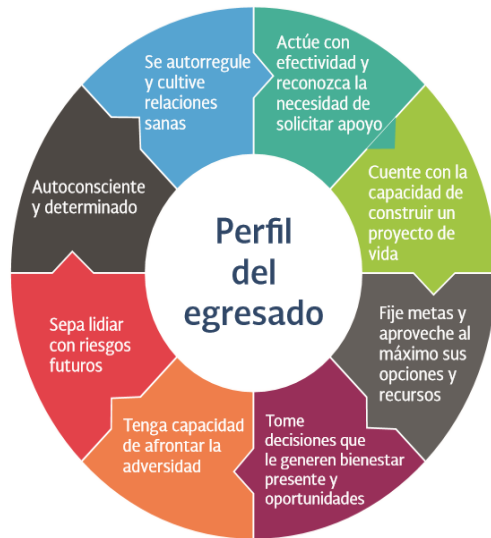 Perfil
del
egresado
Actúe con
efectividad y
reconozca la
necesidad de
solicitar apoyo
Cuente con la
capacidad de
construir un
proyecto de
vida
Fije metas y
aproveche al
máximo sus
opciones y
recursos
Tome
decisiones que
le generen bienestar
presente y
oportunidades
Tenga capacidad
de afrontar la
adversidad
Sepa lidiar
con riesgos
futuros
Autoconsciente
y determinado
Se autorregule
y cultive
relaciones
sanas